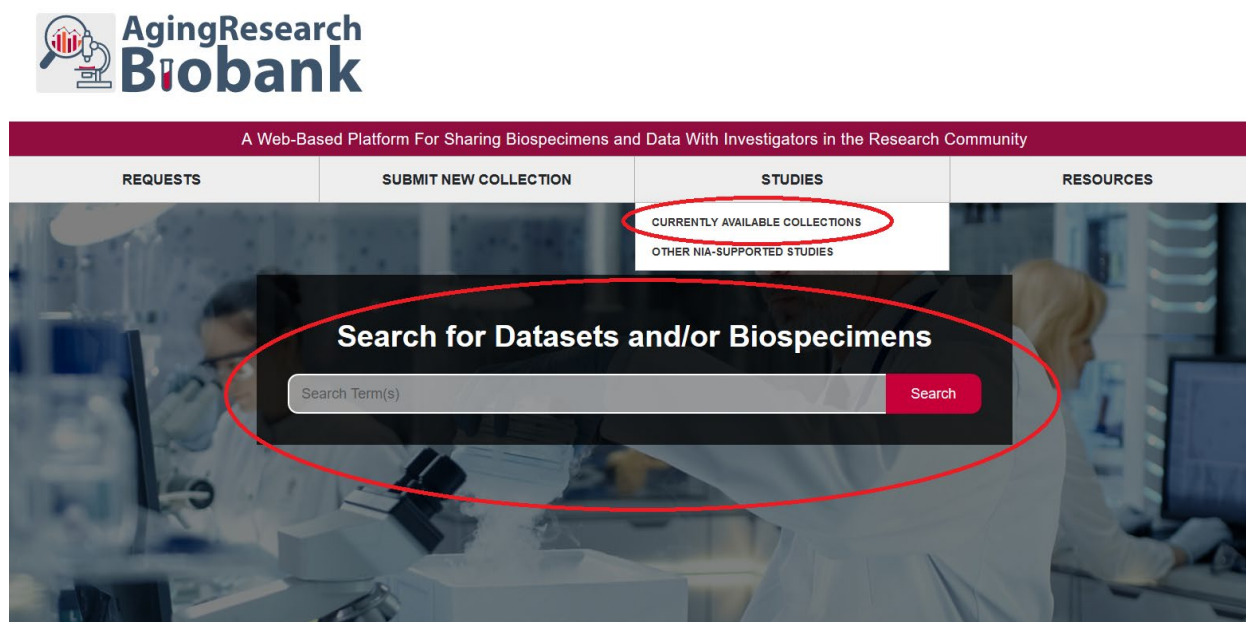 AgingResearch
Biobank
A Web-Based Platform For Sharing Biospecimens and Data With Investigators in the Research Community
REQUESTS
SUBMIT NEW COLLECTION
STUDIES
RESOURCES
CURRENTLY AVAILABLE COLLECTIONS
OTHER NIA-SUPPORTED STUDIES
Search for Datasets and/or Biospecimens
Search Term(s)
Search